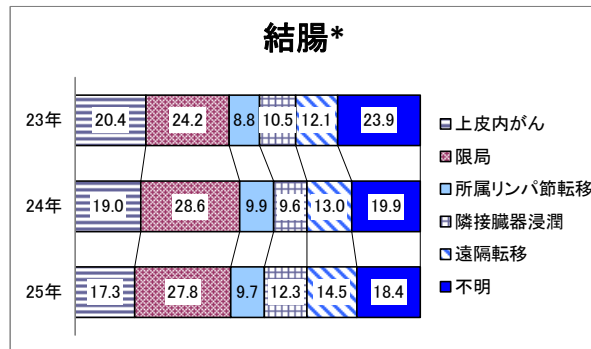 結腸*
23年
20.4 24.2 8.8 10.5 12.1 23.9
24年
19.0 28.6 9.9 9.6 13.0 19.9
25年
17.3 27.8 9.7 12.3 14.5 18.4
上皮内がん
限局
所属リンパ節転移
隣接臓器浸潤
遠隔転移
不明